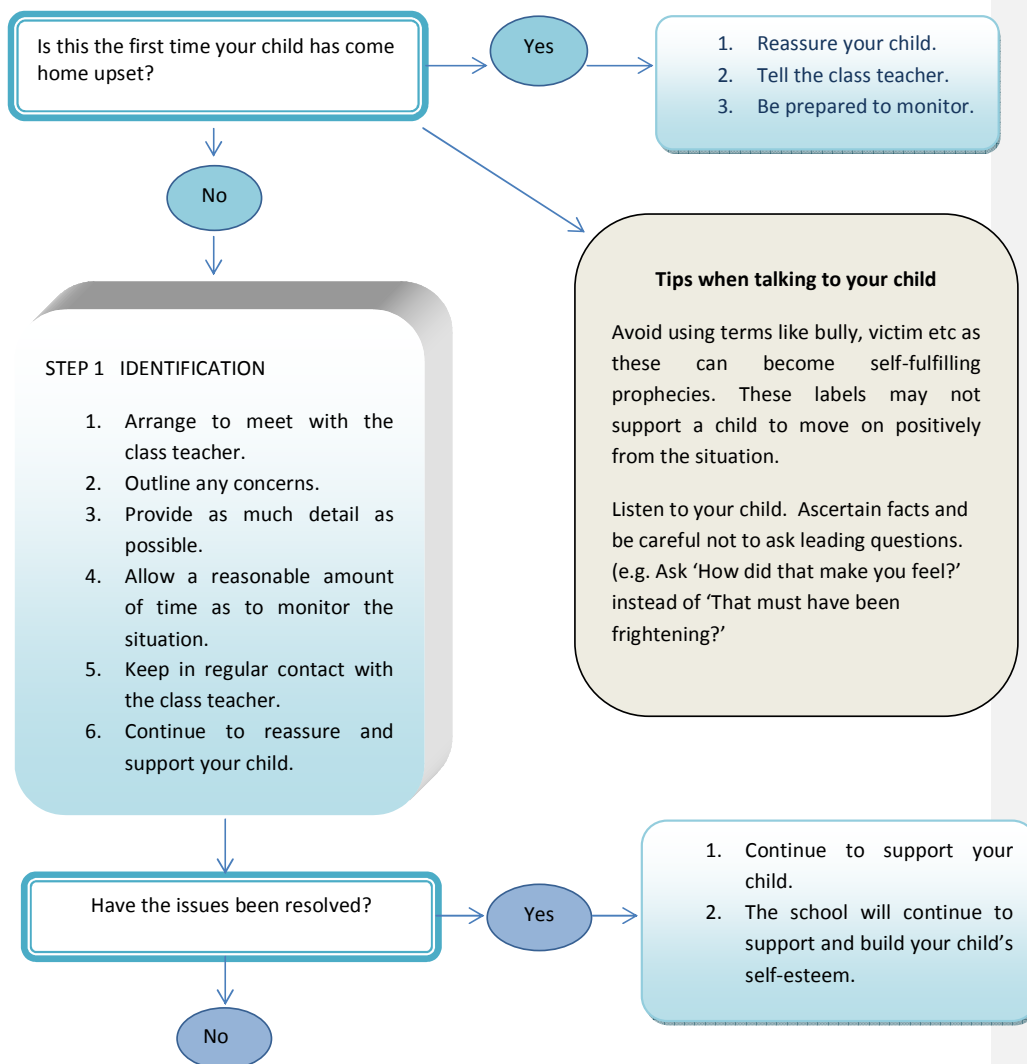 Is this the first time your child has come
home upset?
Yes
1. Reassure your child.
2. Tell the class teacher.
3. Be prepared to monitor.
No
Tips when talking to your child
Avoid using terms like bully, victim etc as
these can become self-fulfilling
prophecies. These labels may not
support a child to move on positively
from the situation.
Listen to your child. Ascertain facts and
be careful not to ask leading questions.
(e.g. Ask ‘How did that make you feel?’
instead of ‘That must have been
frightening?’
STEP 1 IDENTIFICATION
1. Arrange to meet with the
class teacher.
2. Outline any concerns.
3. Provide as much detail as
possible.
4. Allow a reasonable amount
of time as to monitor the
situation.
5. Keep in regular contact with
the class teacher.
6. Continue to reassure and
support your child.
Have the issues been resolved?
Yes
1. Continue to support your
child.
2. The school will continue to
support and build your child’s
self-esteem.
No